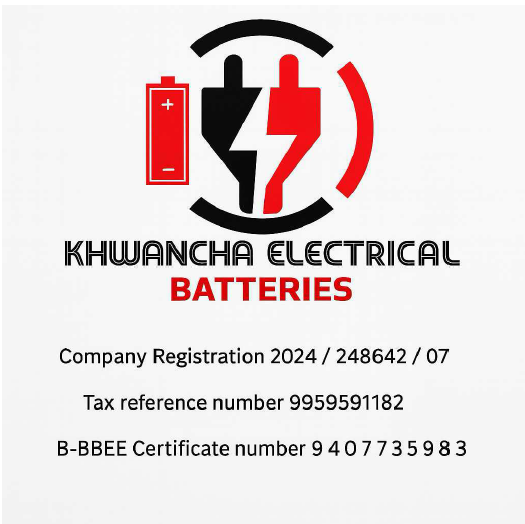 KHWANCHA ELECTRICAL
BATTERIES
Company Registration 2024 / 248642 / 07
Tax reference number 9959591182
B-BBEE Certificate number 9 4 0 7 7 3 5 9 8 3